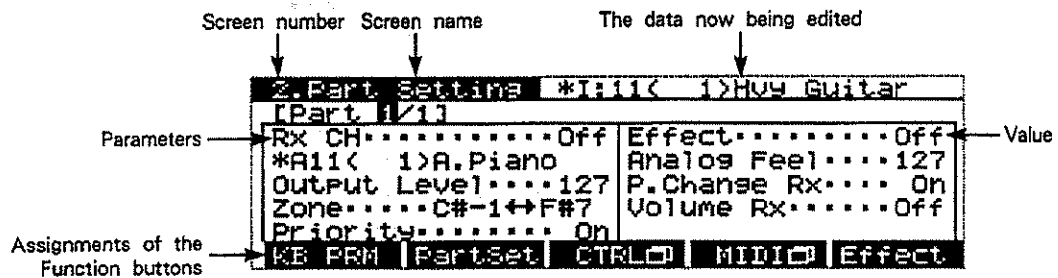 Screen number Screen name The data now being edited
2.Part Setting *I:11( 1)Hvy Guitar
[Part 1/1]
Parameters Rx CH············Off Effect·········Off Value
*A11( 1)A.Piano Analog Feel····127
Output Level····127 P.Change Rx···· On
Zone·····C#-1↔F#7 Volume Rx······Off
Priority········· On
Assignments of the
Function buttons
KB PRM PartSet CTRL MIDI Effect